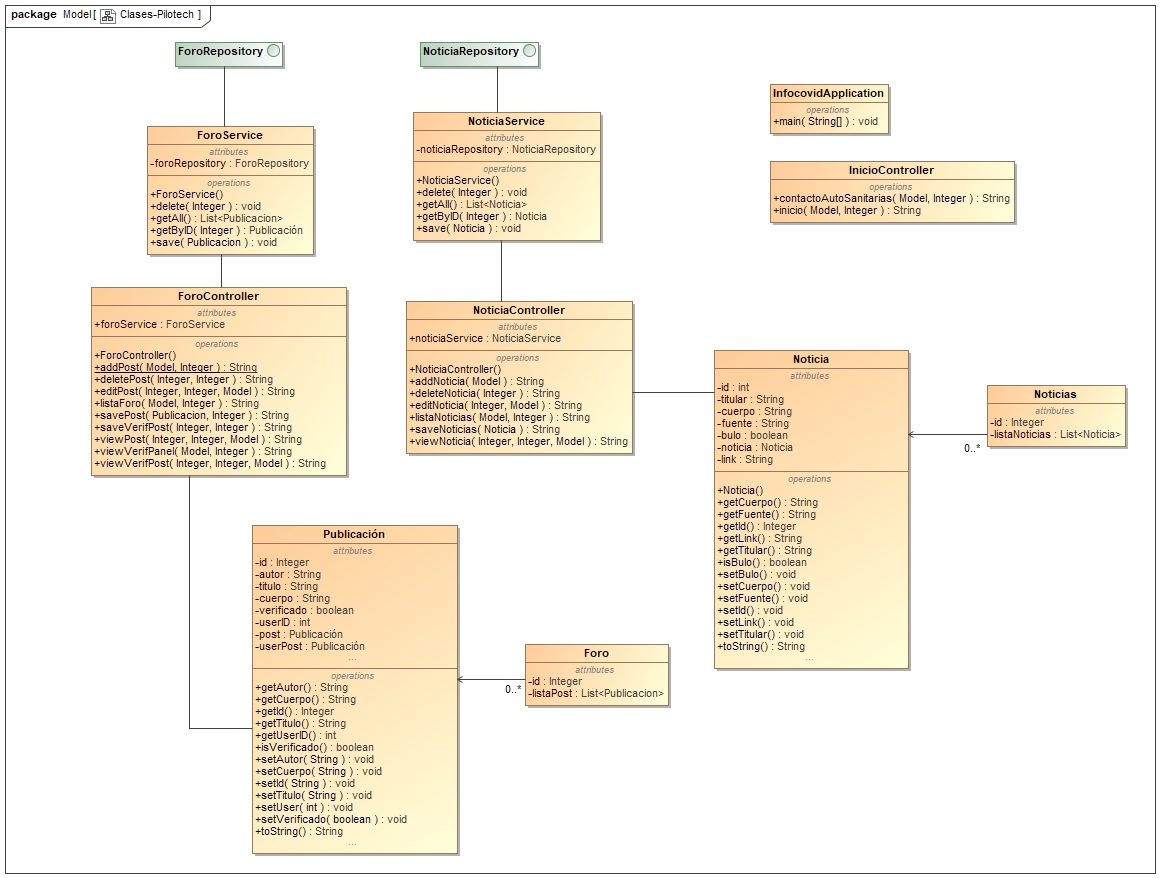 package Model[ Clases-Pilotech ]
ForoRepository
NoticiaRepository
InfocovidApplication
operations
+main( String[] ) : void
InicioController
operations
+contactoAutoSanitarias( Model, Integer ) : String
+inicio( Model, Integer ) : String
ForoService
attributes
-foroRepository : ForoRepository
operations
+ForoService()
+delete( Integer ) : void
+getAll() : List<Publicacion>
+getByID( Integer ) : Publicación
+save( Publicacion ) : void
NoticiaService
attributes
-noticiaRepository : NoticiaRepository
operations
+NoticiaService()
+delete( Integer ) : void
+getAll() : List<Noticia>
+getByID( Integer ) : Noticia
+save( Noticia ) : void
ForoController
attributes
+foroService : ForoService
operations
+ForoController()
+addPost( Model, Integer ) : String
+deletePost( Integer, Integer ) : String
+editPost( Integer, Integer, Model ) : String
+listaForo( Model, Integer ) : String
+savePost( Publicacion, Integer ) : String
+saveVerifPost( Integer, Integer ) : String
+viewPost( Integer, Integer, Model ) : String
+viewVerifPanel( Model, Integer ) : String
+viewVerifPost( Integer, Integer, Model ) : String
NoticiaController
attributes
+noticiaService : NoticiaService
operations
+NoticiaController()
+addNoticia( Model ) : String
+deleteNoticia( Integer ) : String
+editNoticia( Integer, Model ) : String
+listaNoticias( Model, Integer ) : String
+saveNoticias( Noticia ) : String
+viewNoticia( Integer, Integer, Model ) : String
Noticia
attributes
-id : int
-titular : String
-cuerpo : String
-fuente : String
-bulo : boolean
-noticia : Noticia
-link : String
operations
+Noticia()
+getCuerpo() : String
+getFuente() : String
+getId() : Integer
+getLink() : String
+getTitular() : String
+isBulo() : boolean
+setBulo() : void
+setCuerpo() : void
+setFuente() : void
+setId() : void
+setLink() : void
+setTitular() : void
+toString() : String
...
Noticias
attributes
-id : Integer
-listaNoticias : List<Noticia>
0..*
Publicación
attributes
-id : Integer
-autor : String
-titulo : String
-cuerpo : String
-verificado : boolean
-userID : int
-post : Publicación
-userPost : Publicación
...
operations
+getAutor() : String
+getCuerpo() : String
+getId() : Integer
+getTitulo() : String
+getUserID() : int
+isVerificado() : boolean
+setAutor( String ) : void
+setCuerpo( String ) : void
+setId( String ) : void
+setTitulo( String ) : void
+setUser( int ) : void
+setVerificado( boolean ) : void
+toString() : String
...
Foro
attributes
-id : Integer
-listaPost : List<Publicacion>
0..*